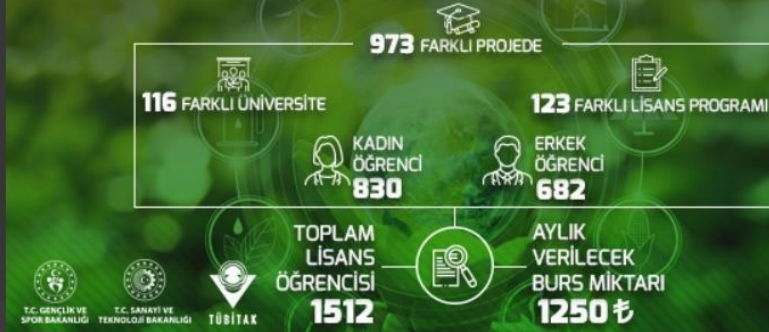 973 FARKLI PROJEDE
116 FARKLI ÜNİVERSİTE
123 FARKLI LİSANS PROGRAMI
KADIN
ÖĞRENCİ
830
ERKEK
ÖĞRENCİ
682
TOPLAM
LİSANS
ÖĞRENCİSİ
1512
AYLIK
VERİLECEK
BURS MİKTARI
1250 ₺
T.C. GENÇLİK VE
SPOR BAKANLIĞI
T.C. SANAYİ VE
TEKNOLOJİ BAKANLIĞI
TÜBİTAK